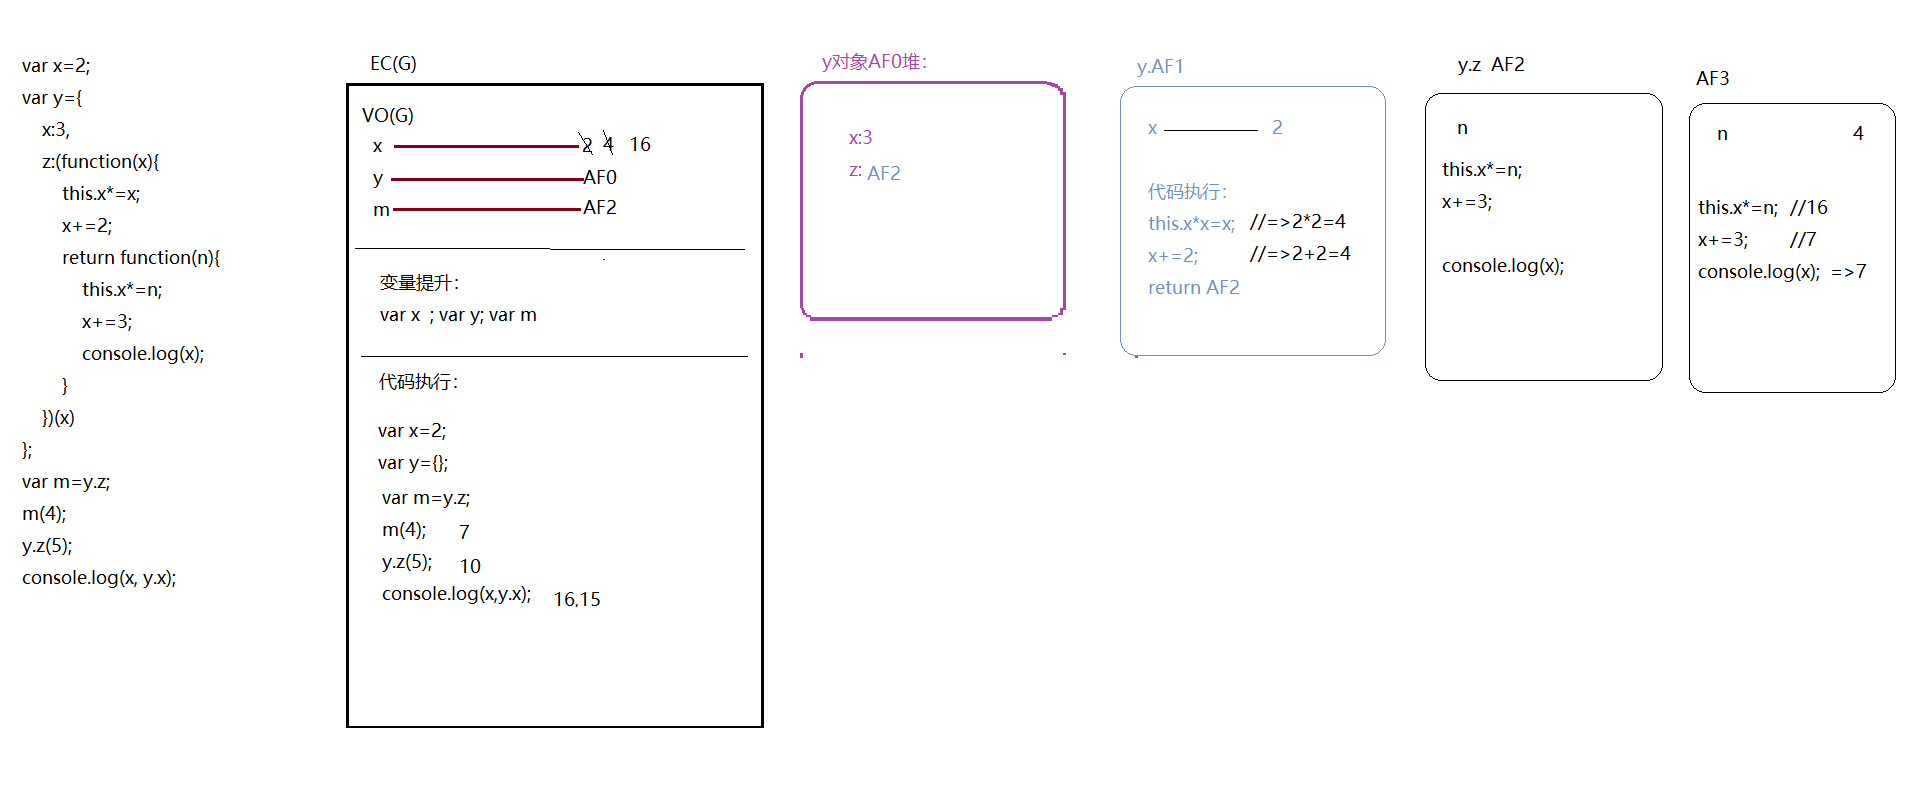 var x=2;
var y={
x:3,
z:(function(x){
this.x*=x;
x+=2;
return function(n){
this.x*=n;
x+=3;
console.log(x);
}
})(x)
};
var m=y.z;
m(4);
y.z(5);
console.log(x, y.x);
EC(G)
VO(G)
x 2 4 16
y AF0
m AF2
变量提升：
var x ; var y; var m
代码执行：
var x=2;
var y={};
var m=y.z;
m(4); 7
y.z(5); 10
console.log(x,y.x); 16,15
y对象AF0堆：
x:3
z: AF2
y.AF1
x 2
代码执行：
this.x*x=x; //=>2*2=4
x+=2; //=>2+2=4
return AF2
y.z AF2
n
this.x*=n;
x+=3;
console.log(x);
AF3
n 4
this.x*=n; //16
x+=3; //7
console.log(x); =>7